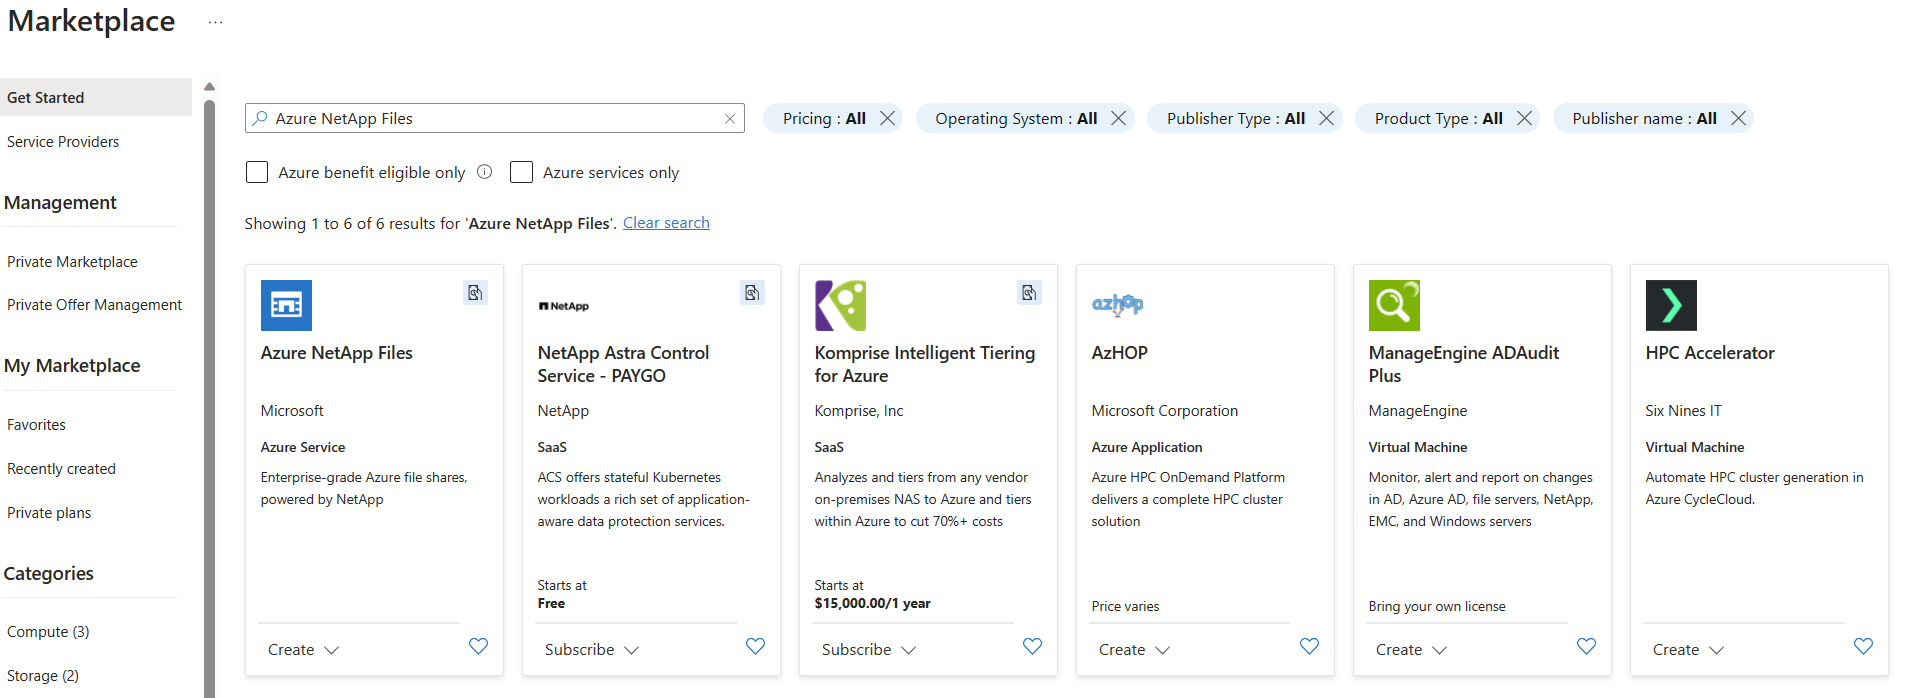 Marketplace ...
Get Started
Service Providers
Management
Private Marketplace
Private Offer Management
My Marketplace
Favorites
Recently created
Private plans
Categories
Compute (3)
Storage (2)
Azure NetApp Files
Pricing : All
Operating System : All
Publisher Type : All
Product Type : All
Publisher name : All
Azure benefit eligible only
Azure services only
Showing 1 to 6 of 6 results for 'Azure NetApp Files'. Clear search
Azure NetApp Files
Microsoft
Azure Service
Enterprise-grade Azure file shares,
powered by NetApp
Create
NetApp
NetApp Astra Control
Service - PAYGO
NetApp
SaaS
ACS offers stateful Kubernetes
workloads a rich set of application-
aware data protection services.
Starts at
Free
Subscribe
Komprise Intelligent Tiering
for Azure
Komprise, Inc
SaaS
Analyzes and tiers from any vendor
on-premises NAS to Azure and tiers
within Azure to cut 70%+ costs
Starts at
$15,000.00/1 year
Subscribe
azhop
AzHOP
Microsoft Corporation
Azure Application
Azure HPC OnDemand Platform
delivers a complete HPC cluster
solution
Price varies
Create
ManageEngine ADAudit
Plus
ManageEngine
Virtual Machine
Monitor, alert and report on changes
in AD, Azure AD, file servers, NetApp,
EMC, and Windows servers
Bring your own license
Create
HPC Accelerator
Six Nines IT
Virtual Machine
Automate HPC cluster generation in
Azure CycleCloud.
Create